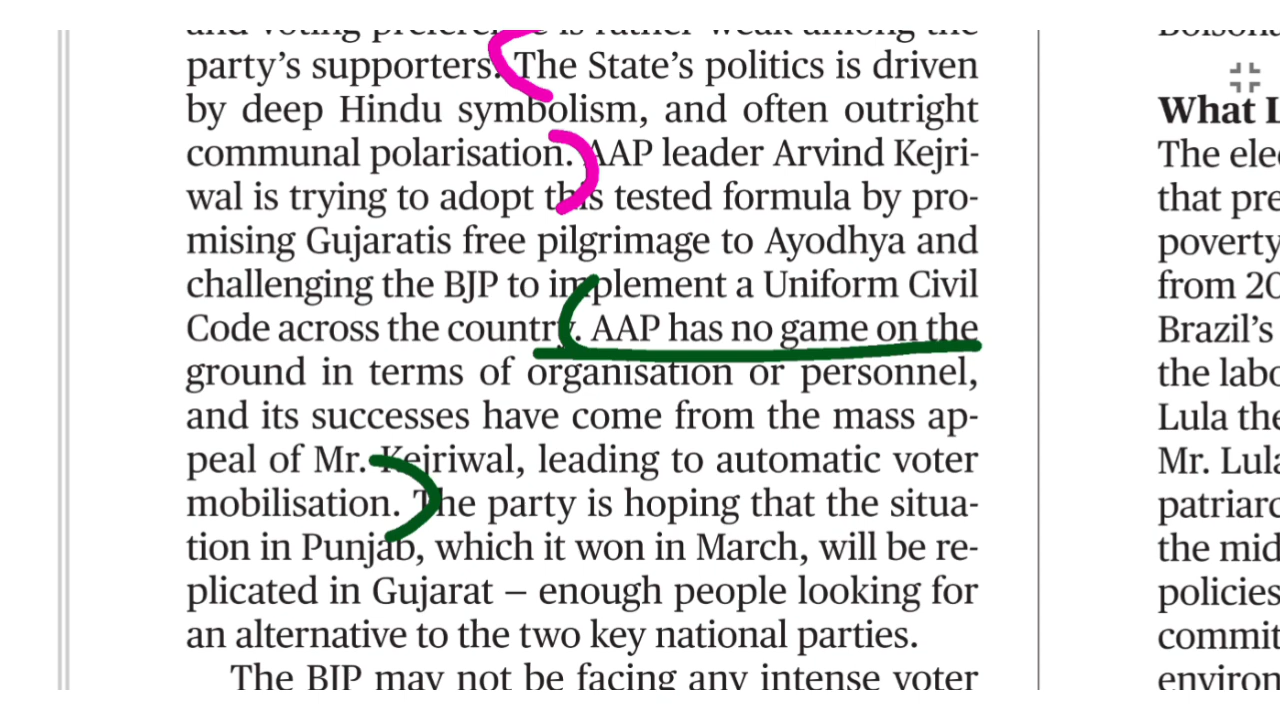 party's supporters. The State's politics is driven
by deep Hindu symbolism, and often outright
communal polarisation. AAP leader Arvind Kejri-
wal is trying to adopt this tested formula by pro-
mising Gujaratis free pilgrimage to Ayodhya and
challenging the BJP to implement a Uniform Civil
Code across the country. AAP has no game on the
ground in terms of organisation or personnel,
and its successes have come from the mass ap-
peal of Mr. Kejriwal, leading to automatic voter
mobilisation. The party is hoping that the situa-
tion in Punjab, which it won in March, will be re-
plicated in Gujarat – enough people looking for
an alternative to the two key national parties.
The BJP may not be facing any intense voter
What L
The ele
that pre
poverty
from 20
Brazil's
the labo
Lula the
Mr. Lula
patriarc
the mid
policies
commit
environ